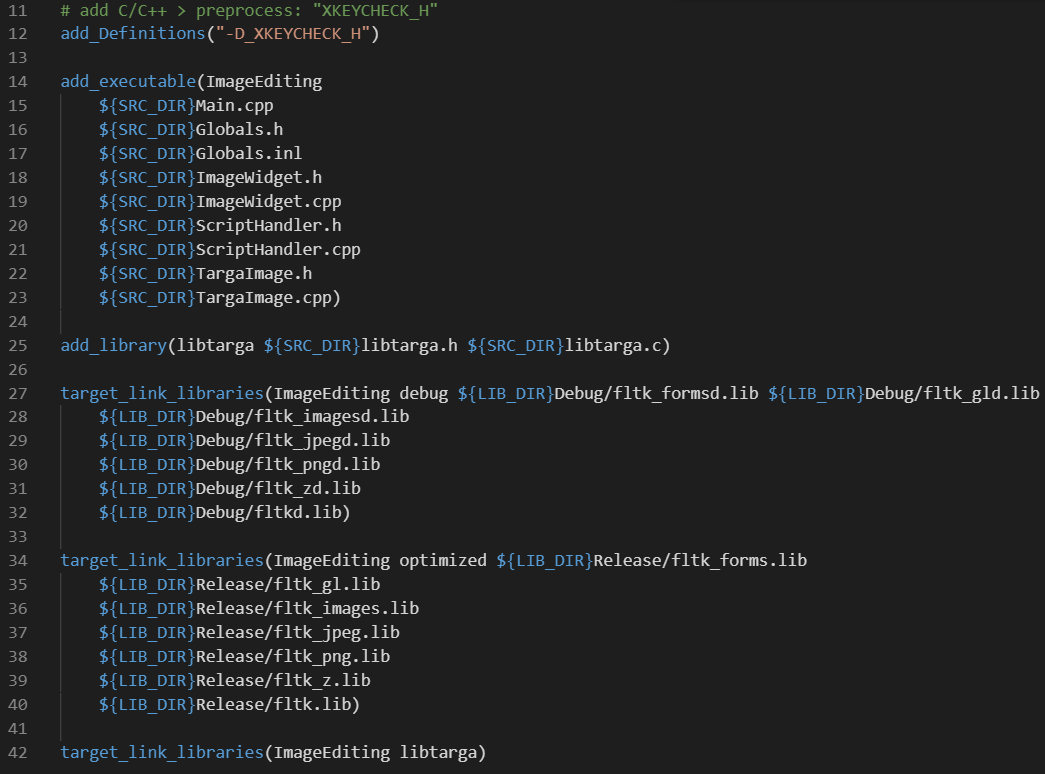 11 # add C/C++ > preprocess: "XKEYCHECK_H"
12 add_Definitions("-D_XKEYCHECK_H")
13
14 add_executable(ImageEditing
15 ${SRC_DIR}Main.cpp
16 ${SRC_DIR}Globals.h
17 ${SRC_DIR}Globals.inl
18 ${SRC_DIR}ImageWidget.h
19 ${SRC_DIR}ImageWidget.cpp
20 ${SRC_DIR}ScriptHandler.h
21 ${SRC_DIR}ScriptHandler.cpp
22 ${SRC_DIR}TargaImage.h
23 ${SRC_DIR}TargaImage.cpp)
24
25 add_library(libtarga ${SRC_DIR}libtarga.h ${SRC_DIR}libtarga.c)
26
27 target_link_libraries(ImageEditing debug ${LIB_DIR}Debug/fltk_formsd.lib ${LIB_DIR}Debug/fltk_gld.lib
28 ${LIB_DIR}Debug/fltk_imagesd.lib
29 ${LIB_DIR}Debug/fltk_jpegd.lib
30 ${LIB_DIR}Debug/fltk_pngd.lib
31 ${LIB_DIR}Debug/fltk_zd.lib
32 ${LIB_DIR}Debug/fltkd.lib)
33
34 target_link_libraries(ImageEditing optimized ${LIB_DIR}Release/fltk_forms.lib
35 ${LIB_DIR}Release/fltk_gl.lib
36 ${LIB_DIR}Release/fltk_images.lib
37 ${LIB_DIR}Release/fltk_jpeg.lib
38 ${LIB_DIR}Release/fltk_png.lib
39 ${LIB_DIR}Release/fltk_z.lib
40 ${LIB_DIR}Release/fltk.lib)
41
42 target_link_libraries(ImageEditing libtarga)